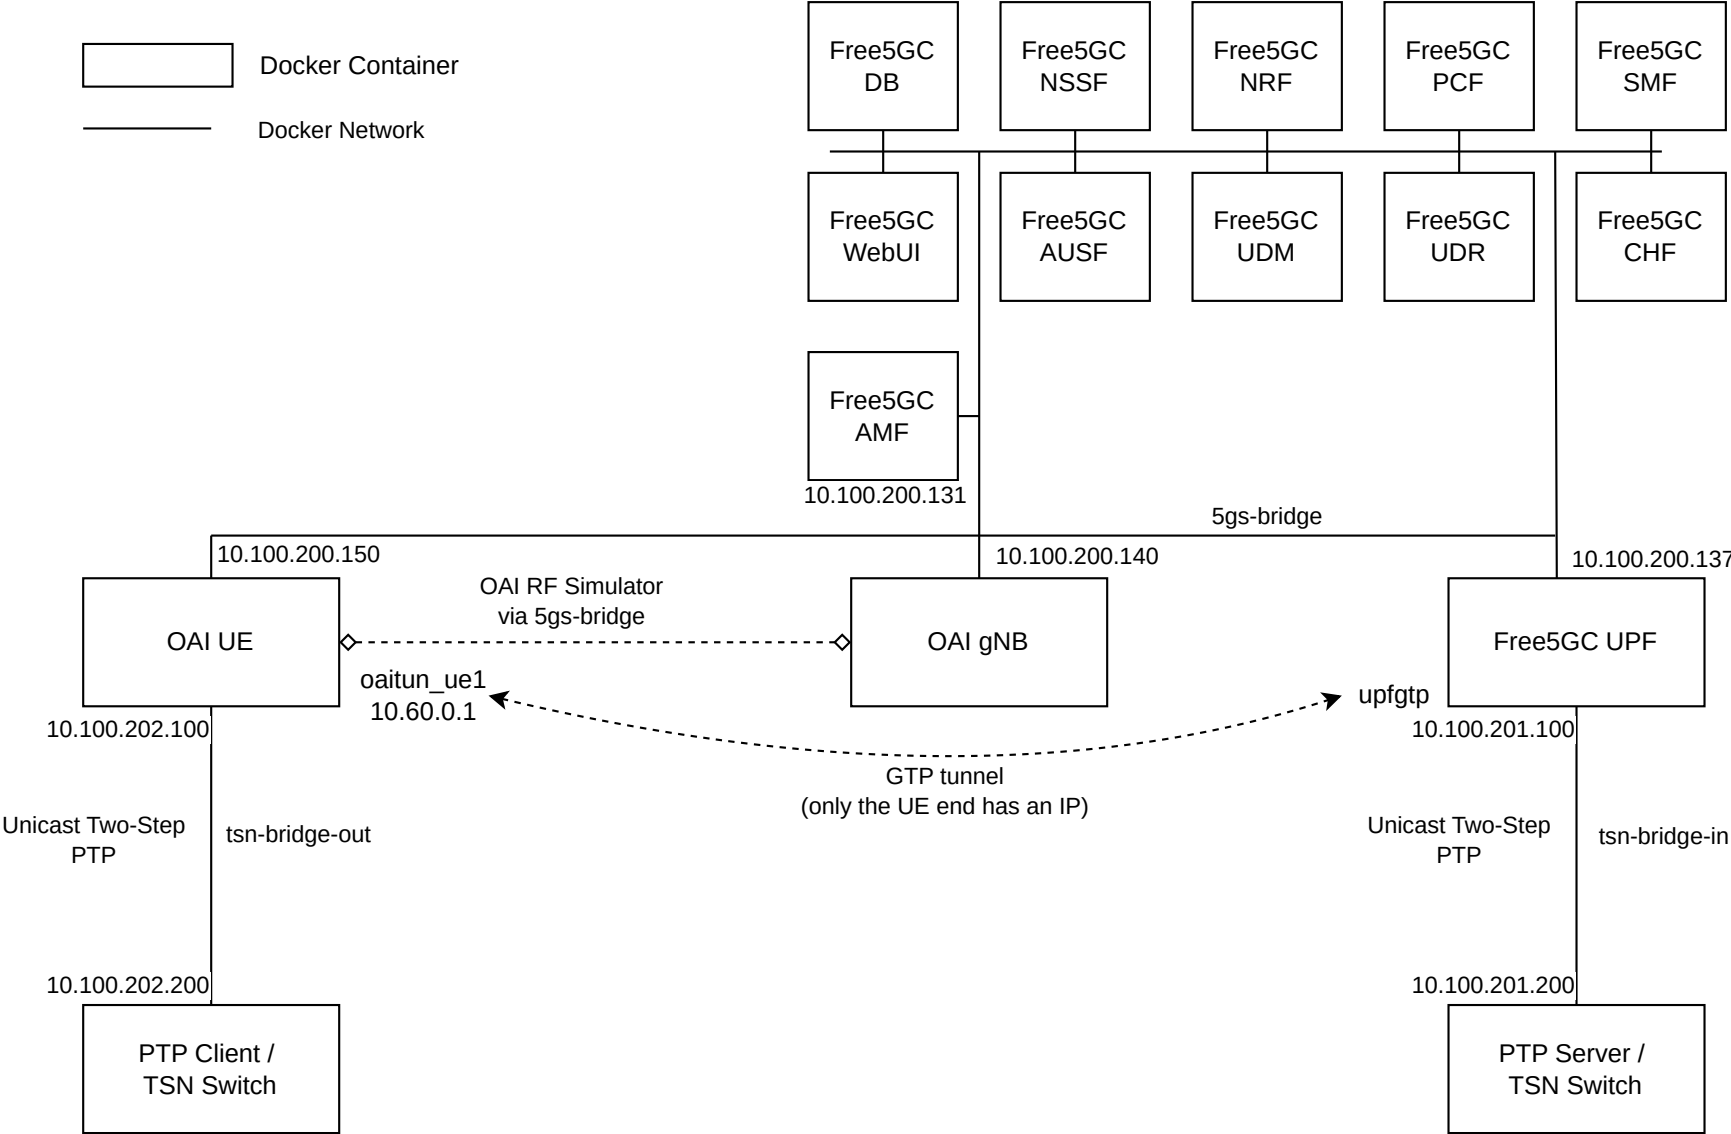 Docker Container
Docker Network
Free5GC
DB
Free5GC
NSSF
Free5GC
NRF
Free5GC
PCF
Free5GC
SMF
Free5GC
WebUI
Free5GC
AUSF
Free5GC
UDM
Free5GC
UDR
Free5GC
CHF
Free5GC
AMF
10.100.200.131
5gs-bridge
10.100.200.150
10.100.200.140
10.100.200.137
OAI RF Simulator
via 5gs-bridge
OAI UE
OAI gNB
Free5GC UPF
oaitun_ue1
10.60.0.1
upfgtp
10.100.202.100
10.100.201.100
GTP tunnel
(only the UE end has an IP)
Unicast Two-Step
PTP
tsn-bridge-out
Unicast Two-Step
PTP
tsn-bridge-in
10.100.202.200
10.100.201.200
PTP Client /
TSN Switch
PTP Server /
TSN Switch